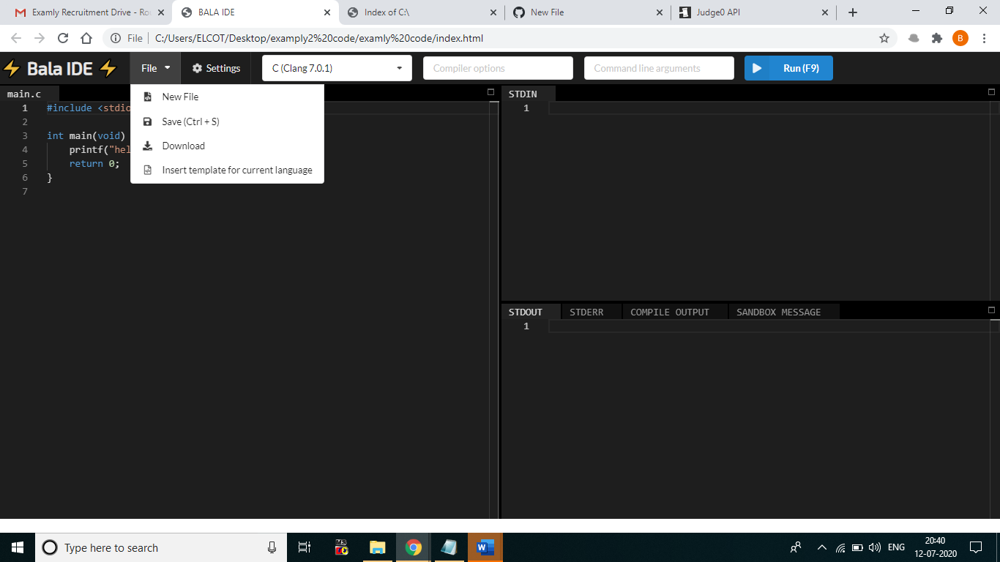 Examly Recruitment Drive - Ro
BALA IDE
Index of C:\
New File
Judge0 API
File
C:/Users/ELCOT/Desktop/examply2%20code/examly%20code/index.html
B
Bala IDE
File
Settings
C (Clang 7.0.1)
Compiler options
Command line arguments
Run (F9)
main.c
New File
Save (Ctrl + S)
Download
Insert template for current language
1 #include <stdio
2
3 int main(void)
4 printf("hel
5 return 0;
6 }
7
STDIN
1
STDOUT
STDERR
COMPILE OUTPUT
SANDBOX MESSAGE
1
Type here to search
ENG
20:40
12-07-2020